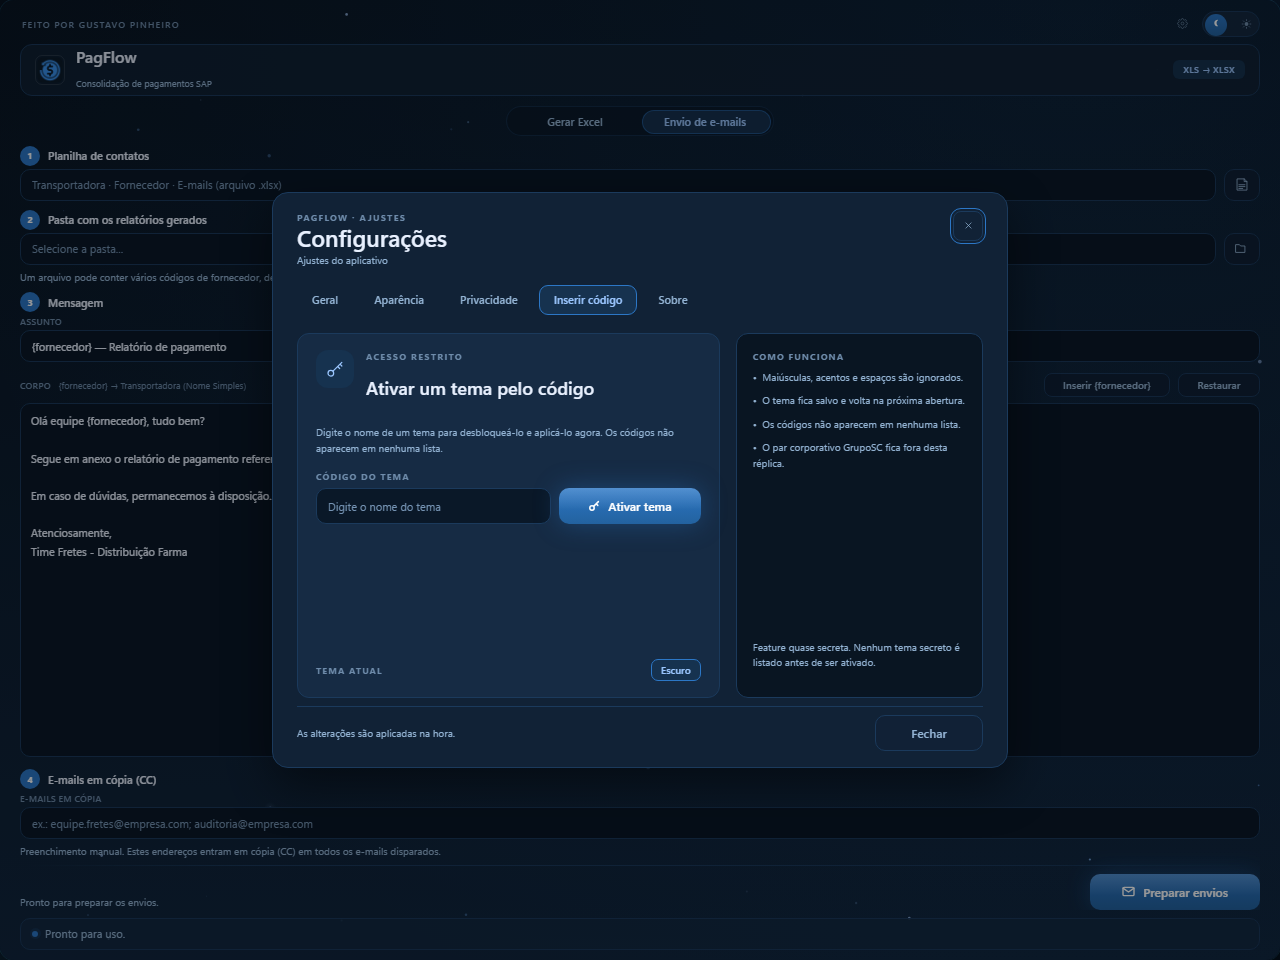 FEITO POR GUSTAVO PINHEIRO
PagFlow
Consolidação de pagamentos SAP
XLS → XLSX
Gerar Excel
Envio de e-mails
1 Planilha de contatos
Transportadora · Fornecedor · E-mails (arquivo .xlsx)
2 Pasta com os relatórios gerados
Selecione a pasta...
Um arquivo pode conter vários códigos de fornecedor,
3 Mensagem
ASSUNTO
{fornecedor} — Relatório de pagamento
CORPO {fornecedor} → Transportadora (Nome Simples)
Inserir {fornecedor}
Restaurar
Olá equipe {fornecedor}, tudo bem?
Segue em anexo o relatório de pagamento
Em caso de dúvidas, permanecemos à disposição.
Atenciosamente,
Time Fretes - Distribuição Farma
PAGFLOW · AJUSTES
Configurações
Ajustes do aplicativo
×
Geral
Aparência
Privacidade
Inserir código
Sobre
ACESSO RESTRITO
Ativar um tema pelo código
Digite o nome de um tema para desbloqueá-lo e aplicá-lo agora. Os códigos não
aparecem em nenhuma lista.
CÓDIGO DO TEMA
Digite o nome do tema
Ativar tema
TEMA ATUAL
Escuro
COMO FUNCIONA
• Maiúsculas, acentos e espaços são ignorados.
• O tema fica salvo e volta na próxima abertura.
• Os códigos não aparecem em nenhuma lista.
• O par corporativo GrupoSC fica fora desta
réplica.
Feature quase secreta. Nenhum tema secreto é
listado antes de ser ativado.
As alterações são aplicadas na hora.
Fechar
4 E-mails em cópia (CC)
E-MAILS EM CÓPIA
ex.: equipe.fretes@empresa.com; auditoria@empresa.com
Preenchimento manual. Estes endereços entram em cópia (CC) em todos os e-mails disparados.
Pronto para preparar os envios.
Preparar envios
Pronto para uso.